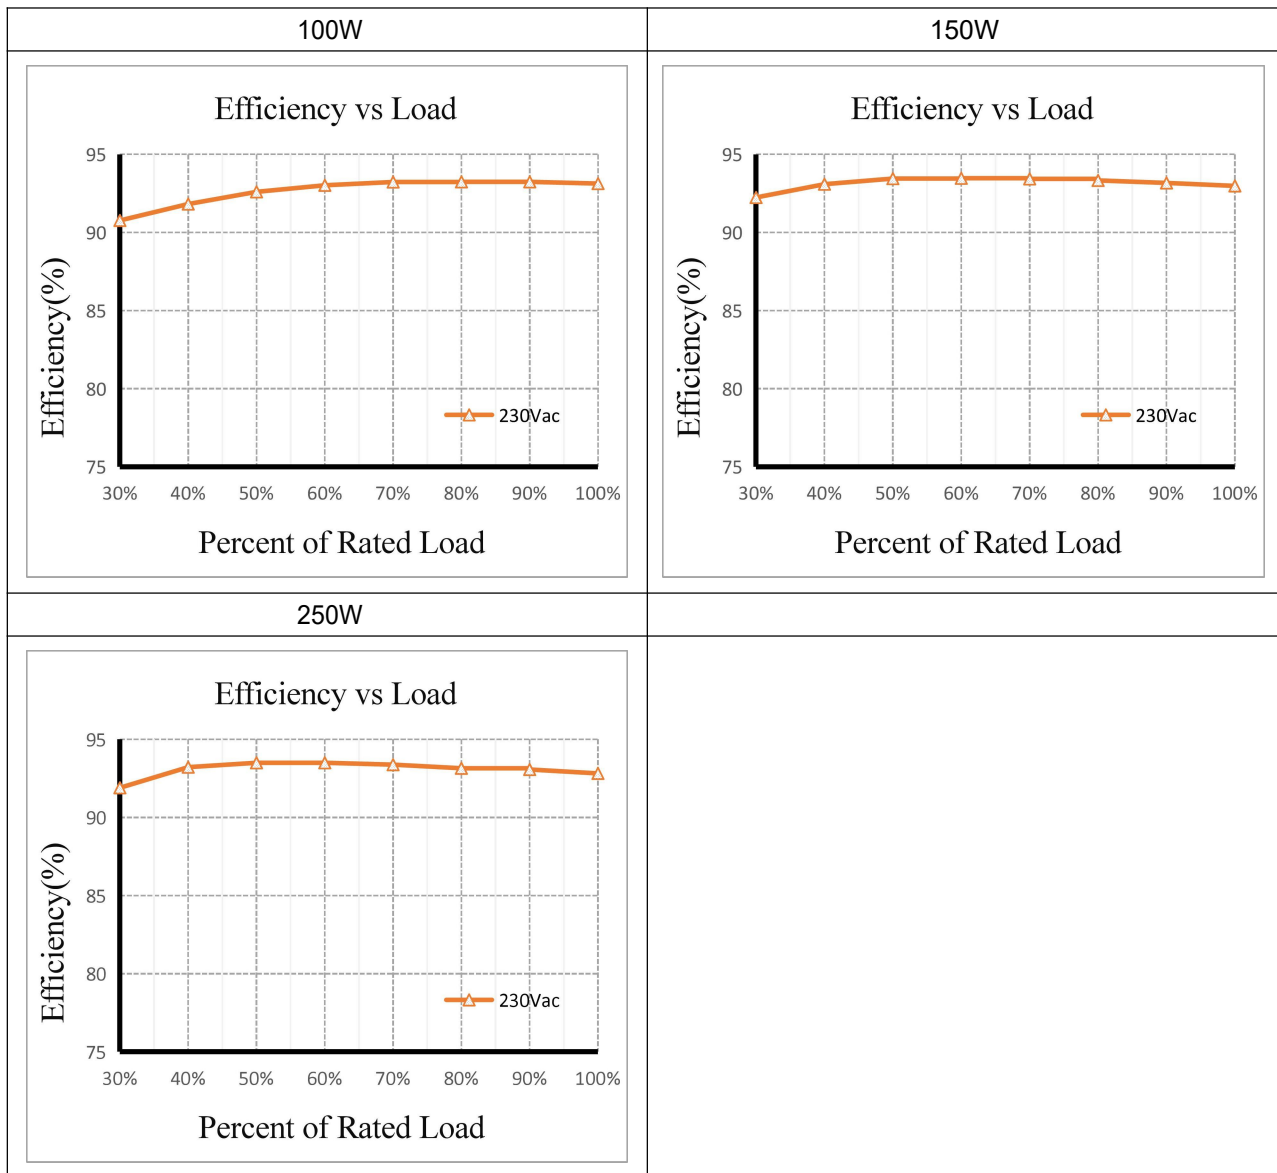 100W
150W
Efficiency vs Load
95
90
85
80
75
Efficiency(%)
230Vac
30% 40% 50% 60% 70% 80% 90% 100%
Percent of Rated Load
Efficiency vs Load
95
90
85
80
75
Efficiency(%)
230Vac
30% 40% 50% 60% 70% 80% 90% 100%
Percent of Rated Load
250W
Efficiency vs Load
95
90
85
80
75
Efficiency(%)
230Vac
30% 40% 50% 60% 70% 80% 90% 100%
Percent of Rated Load